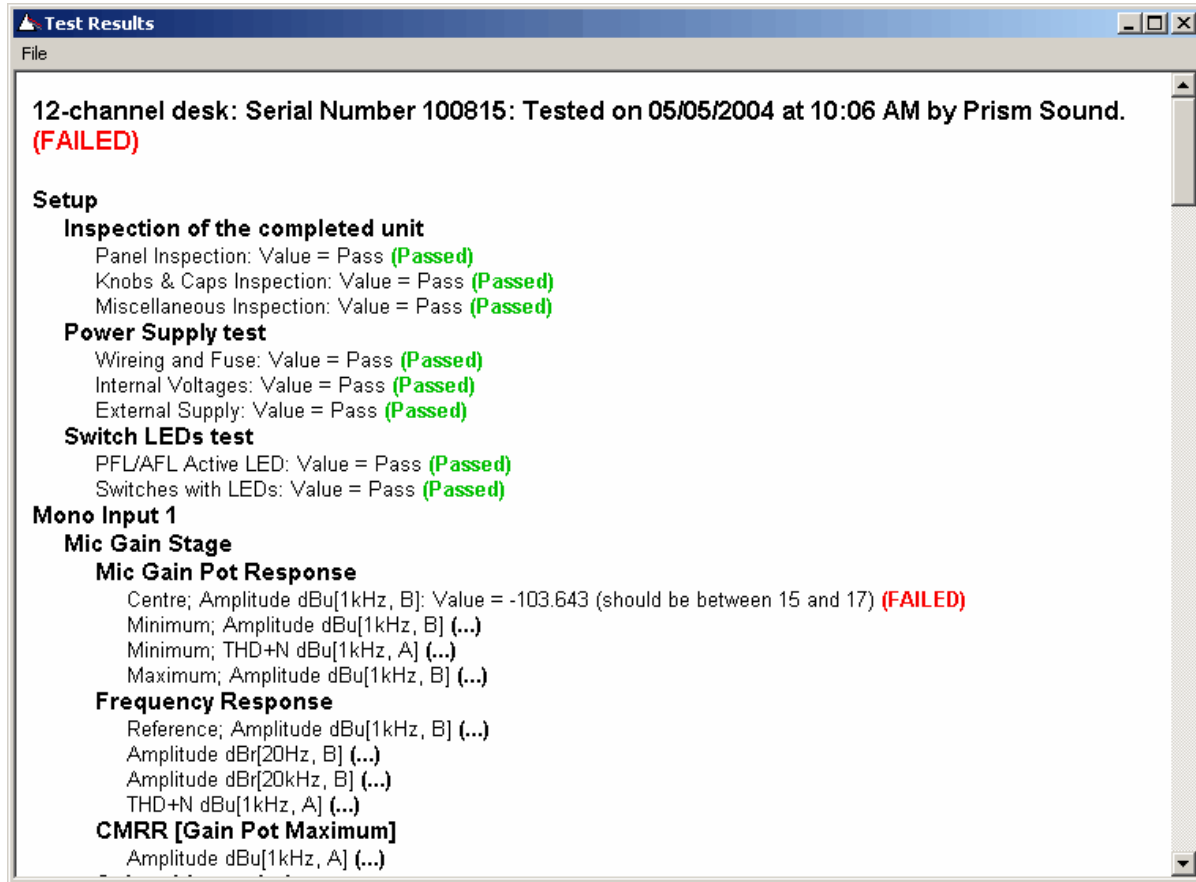 Test Results
File
12-channel desk: Serial Number 100815: Tested on 05/05/2004 at 10:06 AM by Prism Sound.
(FAILED)
Setup
Inspection of the completed unit
Panel Inspection: Value = Pass (Passed)
Knobs & Caps Inspection: Value = Pass (Passed)
Miscellaneous Inspection: Value = Pass (Passed)
Power Supply test
Wireing and Fuse: Value = Pass (Passed)
Internal Voltages: Value = Pass (Passed)
External Supply: Value = Pass (Passed)
Switch LEDs test
PFL/AFL Active LED: Value = Pass (Passed)
Switches with LEDs: Value = Pass (Passed)
Mono Input 1
Mic Gain Stage
Mic Gain Pot Response
Centre; Amplitude dBu[1kHz, B]: Value = -103.643 (should be between 15 and 17) (FAILED)
Minimum; Amplitude dBu[1kHz, B] (...)
Minimum; THD+N dBu[1kHz, A] (...)
Maximum; Amplitude dBu[1kHz, B] (...)
Frequency Response
Reference; Amplitude dBu[1kHz, B] (...)
Amplitude dBr[20Hz, B] (...)
Amplitude dBr[20kHz, B] (...)
THD+N dBu[1kHz, A] (...)
CMRR [Gain Pot Maximum]
Amplitude dBu[1kHz, A] (...)